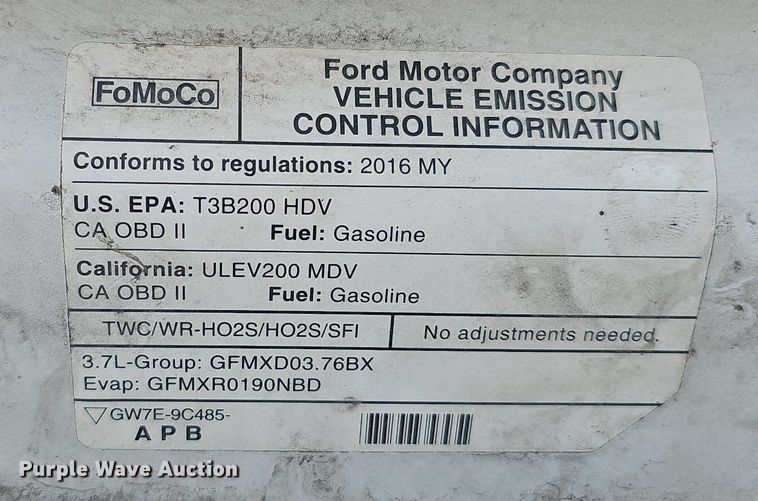 FoMoCo
Ford Motor Company
VEHICLE EMISSION
CONTROL INFORMATION
Conforms to regulations: 2016 MY
U.S. EPA: T3B200 HDV
CA OBD II Fuel: Gasoline
California: ULEV200 MDV
CA OBD II Fuel: Gasoline
TWC/WR-HO2S/HO2S/SFI No adjustments needed.
3.7L-Group: GFMXD03.76BX
Evap: GFMXR0190NBD
GW7E-9C485-
APB
Purple Wave Auction